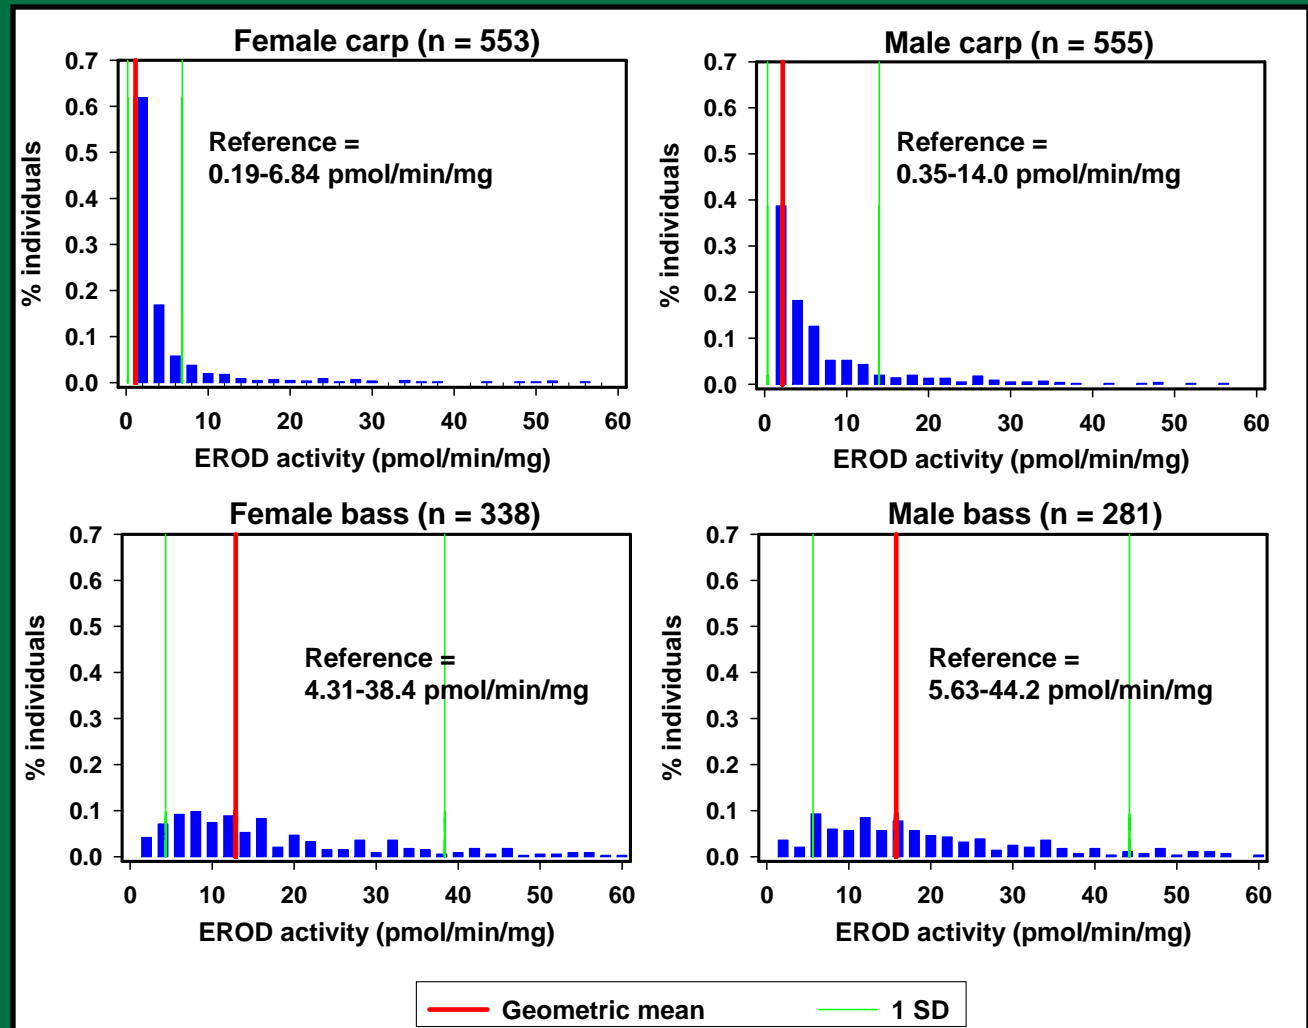 Female carp (n = 553)
0.7
0.6
0.5
0.4
0.3
0.2
0.1
0.0
% individuals
Reference =
0.19-6.84 pmol/min/mg
0 10 20 30 40 50 60
EROD activity (pmol/min/mg)
Male carp (n = 555)
0.7
0.6
0.5
0.4
0.3
0.2
0.1
0.0
% individuals
Reference =
0.35-14.0 pmol/min/mg
0 10 20 30 40 50 60
EROD activity (pmol/min/mg)
Female bass (n = 338)
0.7
0.6
0.5
0.4
0.3
0.2
0.1
0.0
% individuals
Reference =
4.31-38.4 pmol/min/mg
0 10 20 30 40 50 60
EROD activity (pmol/min/mg)
Male bass (n = 281)
0.7
0.6
0.5
0.4
0.3
0.2
0.1
0.0
% individuals
Reference =
5.63-44.2 pmol/min/mg
0 10 20 30 40 50 60
EROD activity (pmol/min/mg)
Geometric mean
1 SD